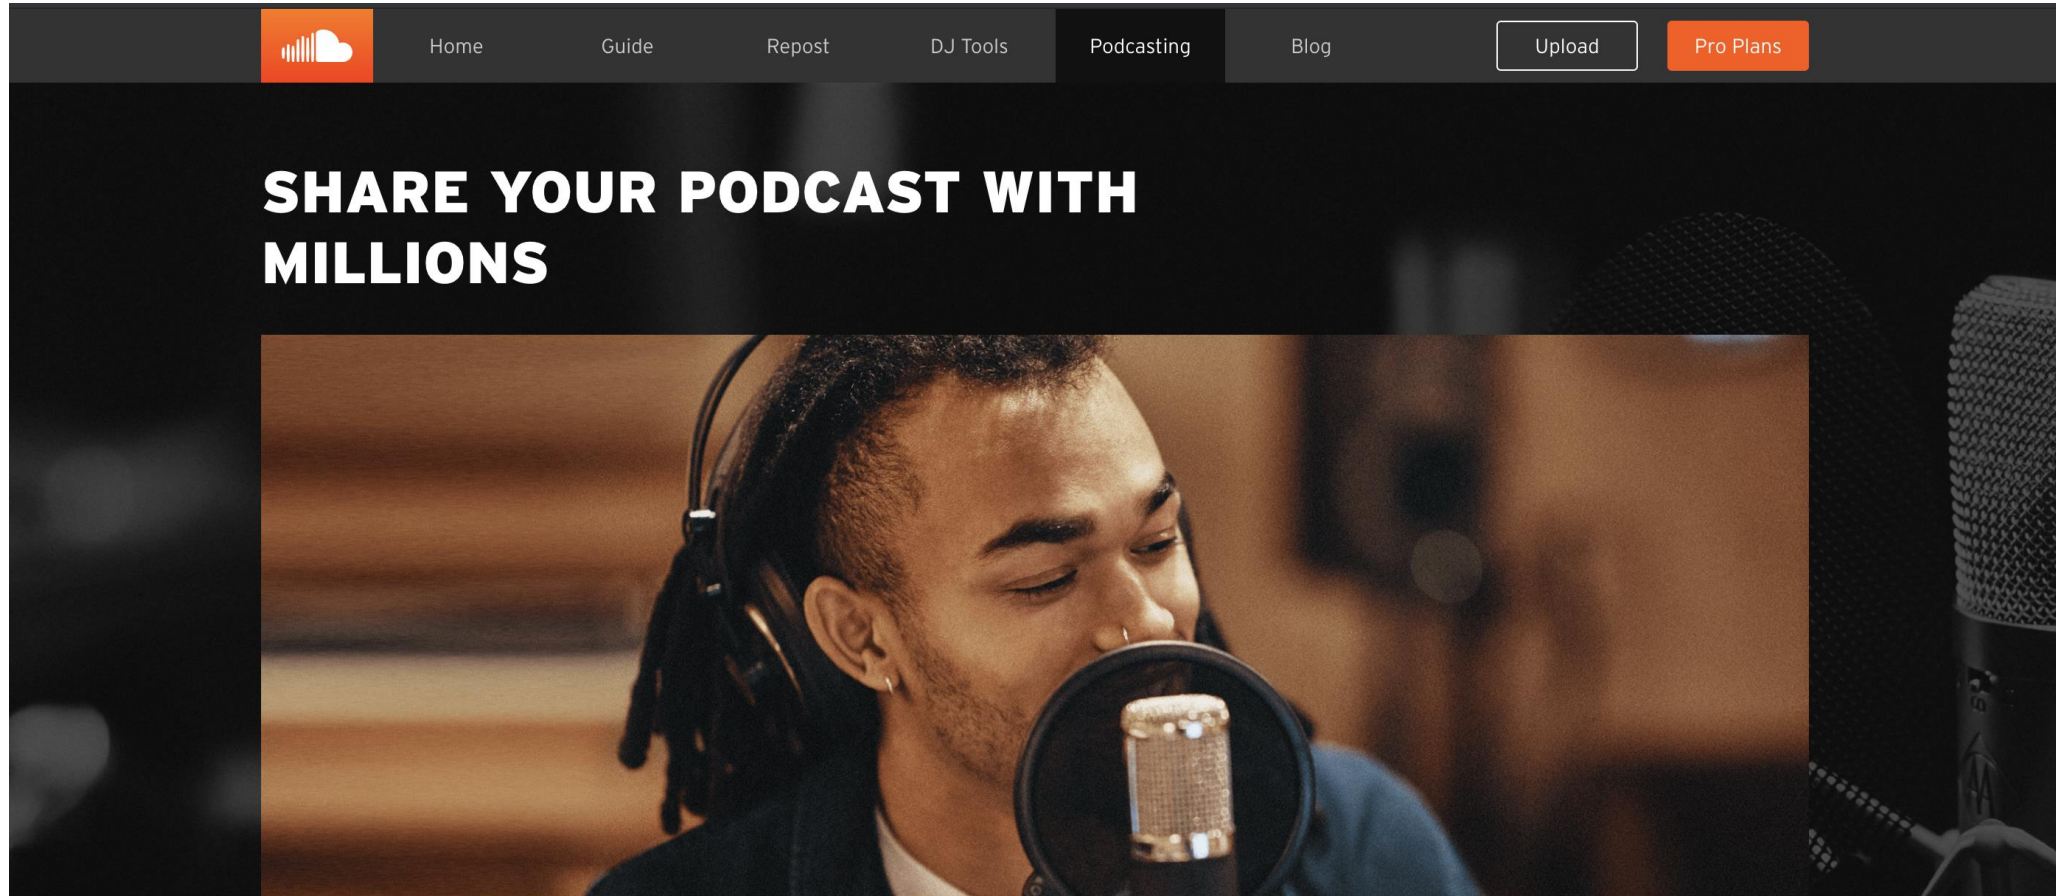 Home
Guide
Repost
DJ Tools
Podcasting
Blog
Upload
Pro Plans
SHARE YOUR PODCAST WITH
MILLIONS